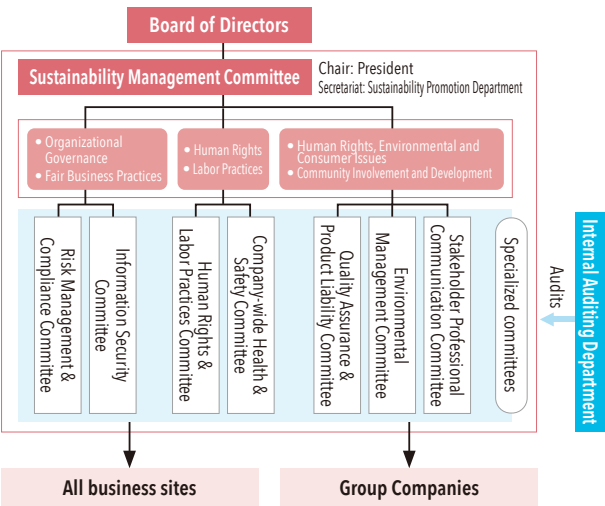 Board of Directors
Sustainability Management Committee
Chair: President
Secretariat: Sustainability Promotion Department
• Organizational
Governance
• Fair Business Practices
• Human Rights
• Labor Practices
• Human Rights, Environmental and
Consumer Issues
• Community Involvement and Development
Risk Management &
Compliance Committee
Information Security
Committee
Human Rights &
Labor Practices Committee
Company-wide Health &
Safety Committee
Quality Assurance &
Product Liability Committee
Environmental
Management Committee
Stakeholder Professional
Communication Committee
Specialized committees
Audits
Internal Auditing Department
All business sites
Group Companies